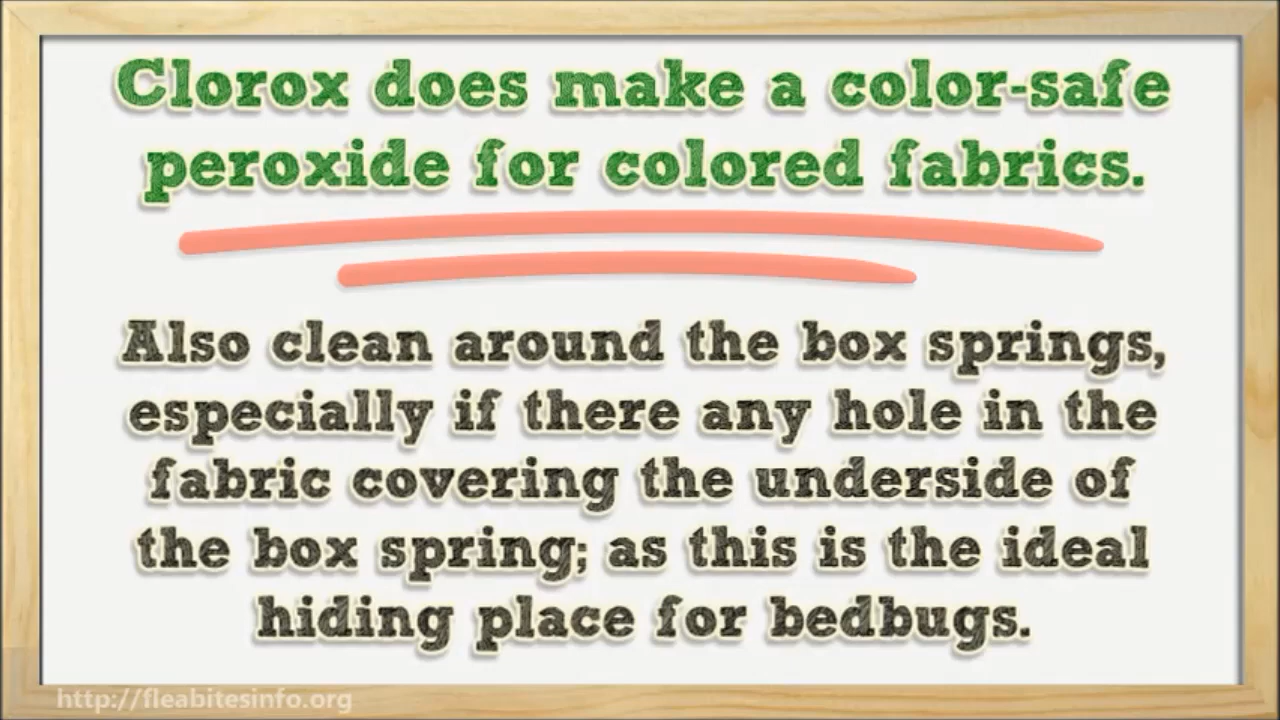 Clorox does make a color-safe
peroxide for colored fabrics.
Also clean around the box springs,
especially if there any hole in the
fabric covering the underside of
the box spring; as this is the ideal
hiding place for bedbugs.
http://fleabitesinfo.org